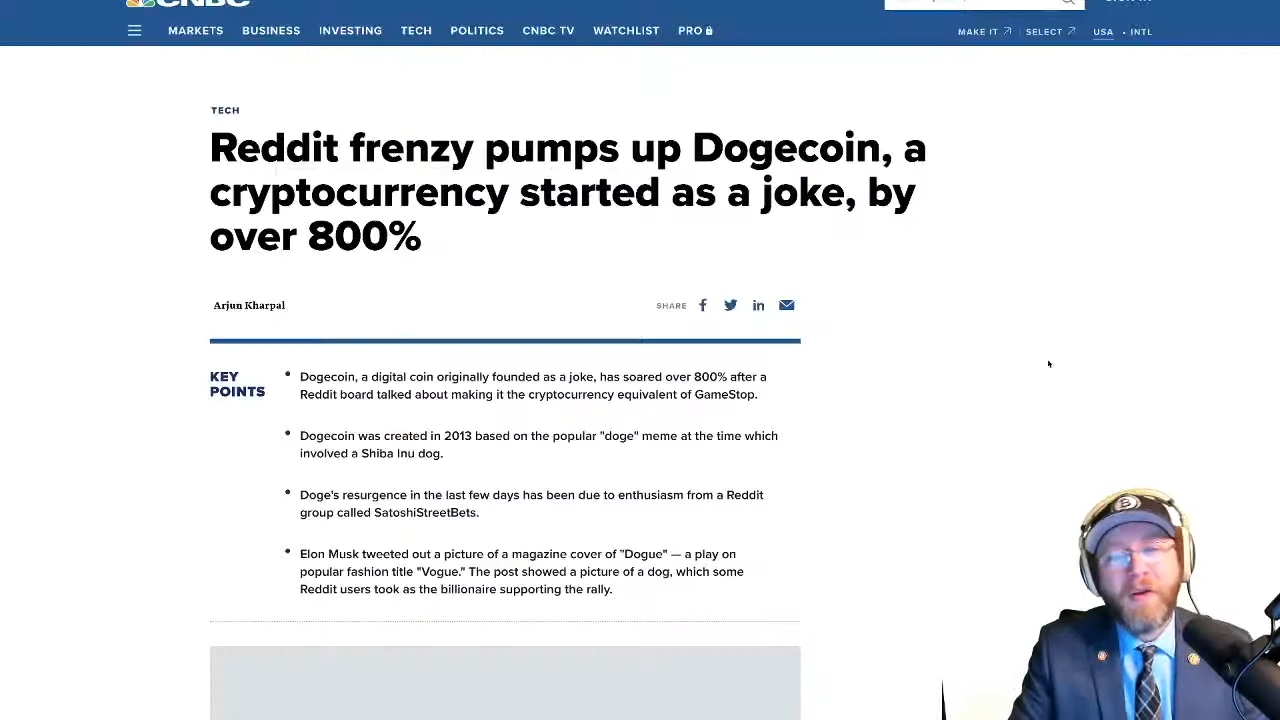 CNBC
MARKETS BUSINESS INVESTING TECH POLITICS CNBC TV WATCHLIST PRO
MAKE IT SELECT USA • INTL
TECH
Reddit frenzy pumps up Dogecoin, a
cryptocurrency started as a joke, by
over 800%
Arjun Kharpal
SHARE
KEY
POINTS
• Dogecoin, a digital coin originally founded as a joke, has soared over 800% after a
Reddit board talked about making it the cryptocurrency equivalent of GameStop.
• Dogecoin was created in 2013 based on the popular "doge" meme at the time which
involved a Shiba Inu dog.
• Doge's resurgence in the last few days has been due to enthusiasm from a Reddit
group called SatoshiStreetBets.
• Elon Musk tweeted out a picture of a magazine cover of "Dogue" — a play on
popular fashion title "Vogue." The post showed a picture of a dog, which some
Reddit users took as the billionaire supporting the rally.